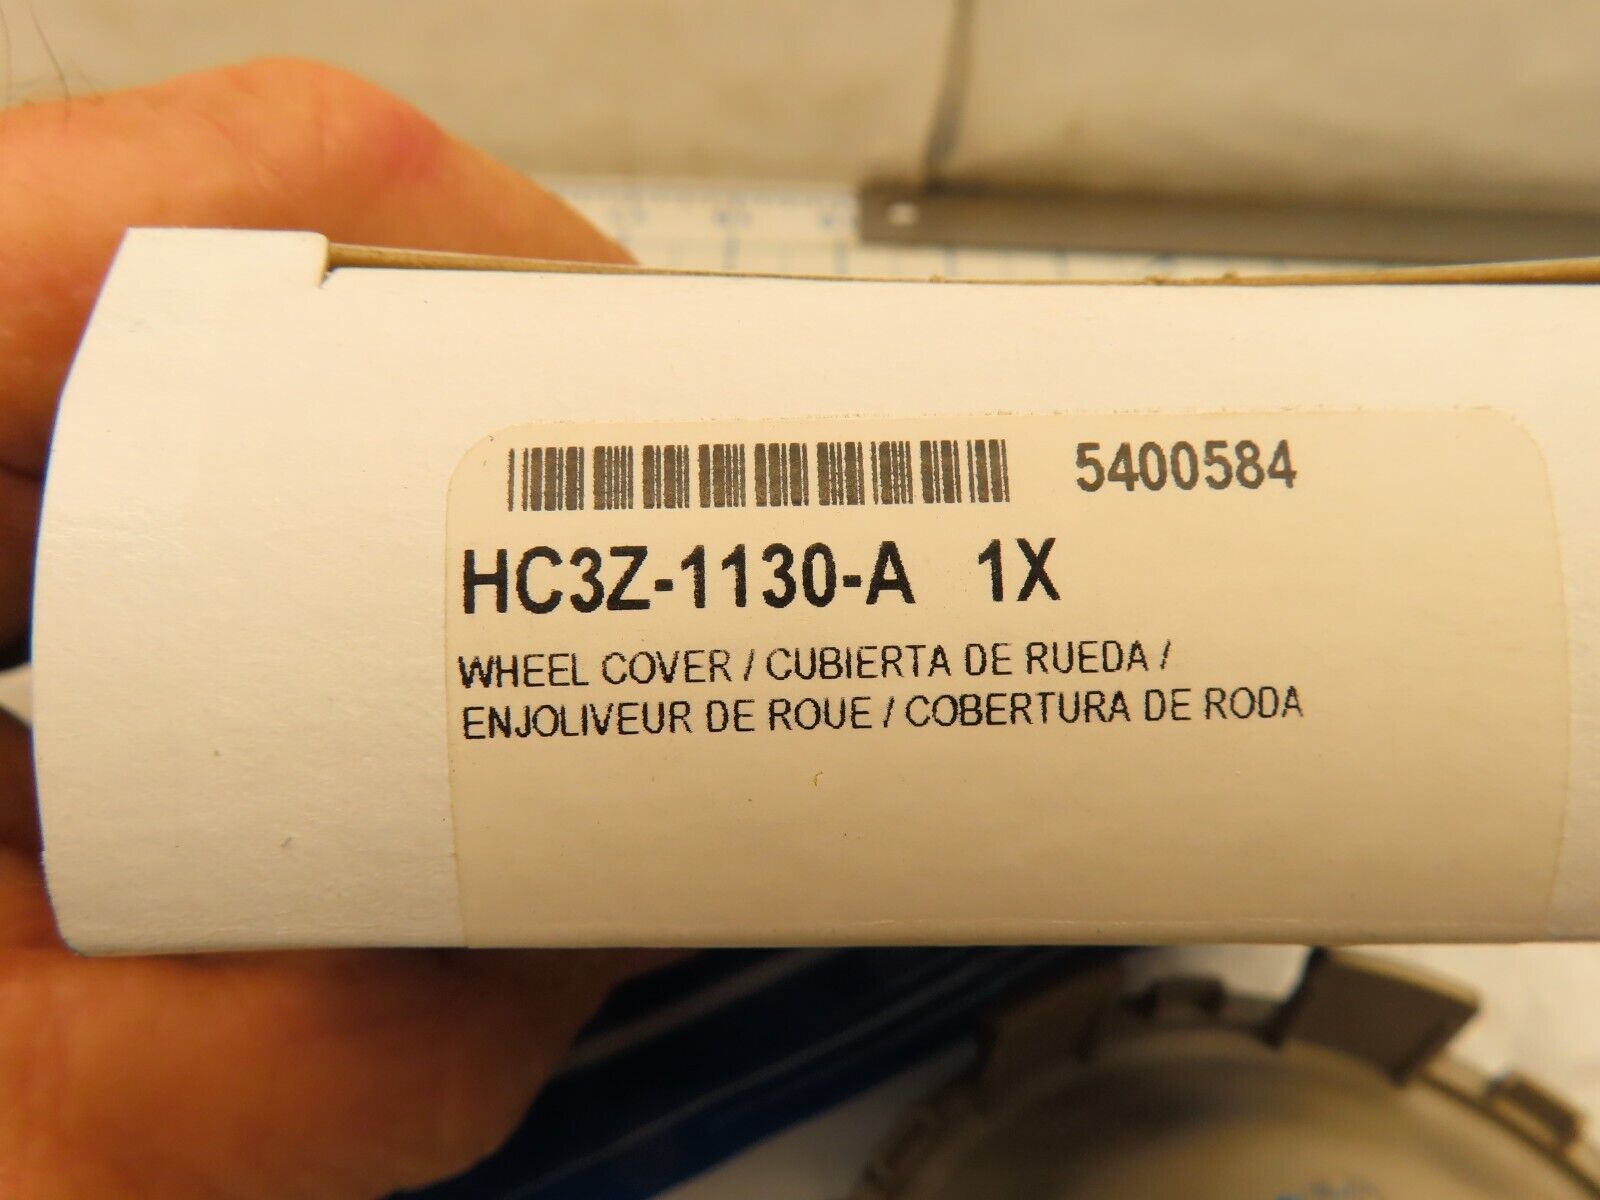 5400584
HC3Z-1130-A 1X
WHEEL COVER / CUBIERTA DE RUEDA /
ENJOLIVEUR DE ROUE / COBERTURA DE RODA